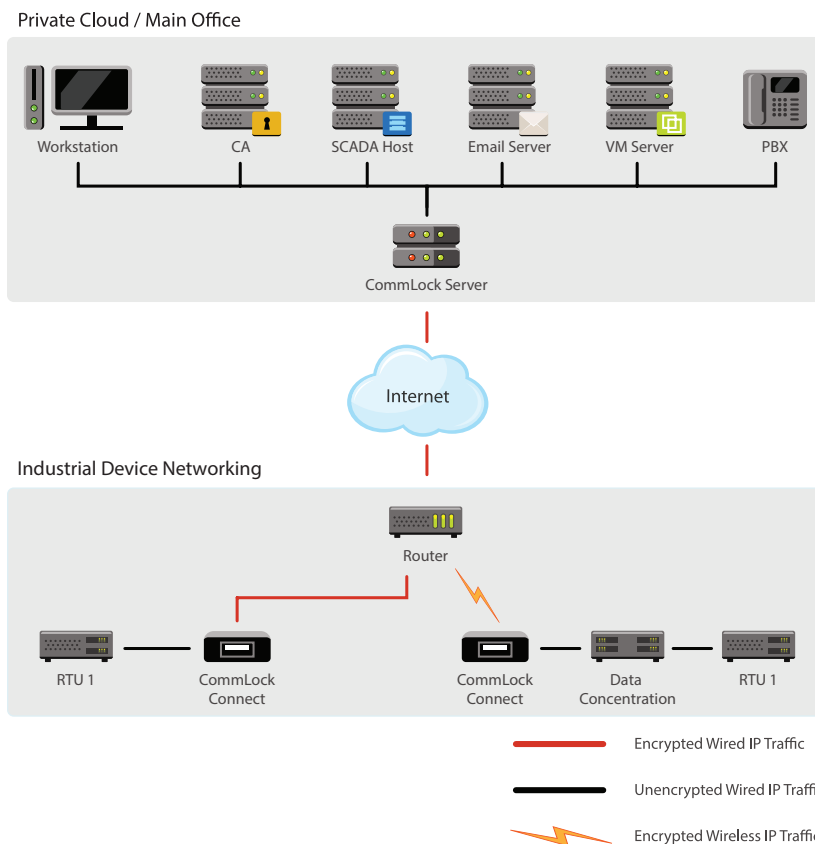 Private Cloud / Main Office
Workstation
CA
SCADA Host
Email Server
VM Server
PBX
CommLock Server
Internet
Industrial Device Networking
Router
RTU 1
CommLock
Connect
CommLock
Connect
Data
Concentration
RTU 1
Encrypted Wired IP Traffic
Unencrypted Wired IP Traffi
Encrypted Wireless IP Traffic